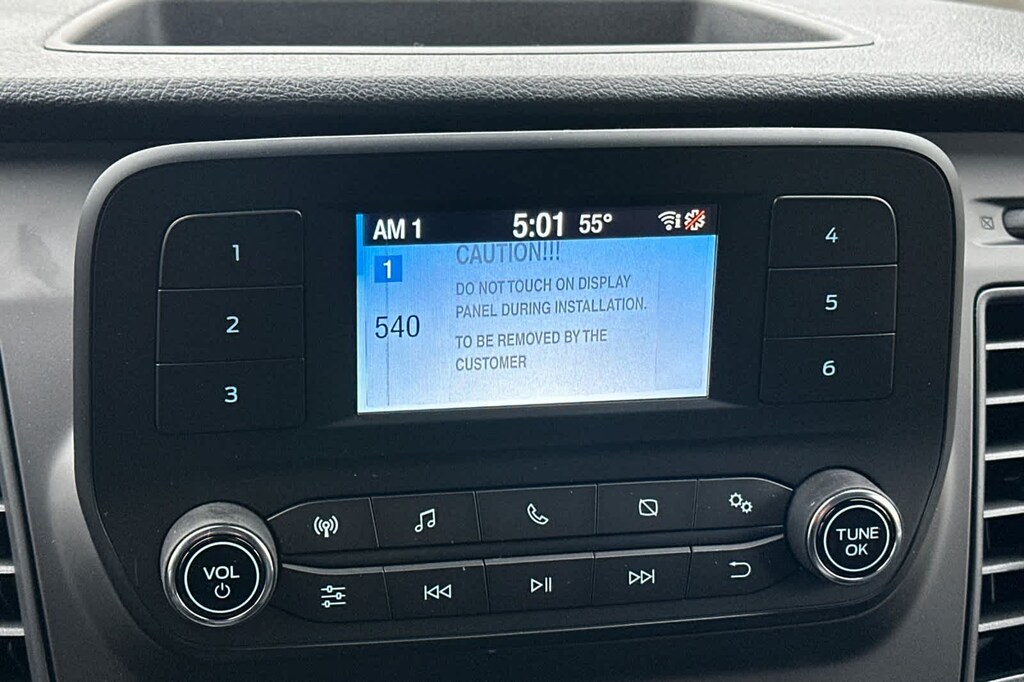 AM 1 5:01 55°
CAUTION!!!
1
DO NOT TOUCH ON DISPLAY
PANEL DURING INSTALLATION.
540
TO BE REMOVED BY THE
CUSTOMER
1
2
3
4
5
6
VOL
TUNE
OK